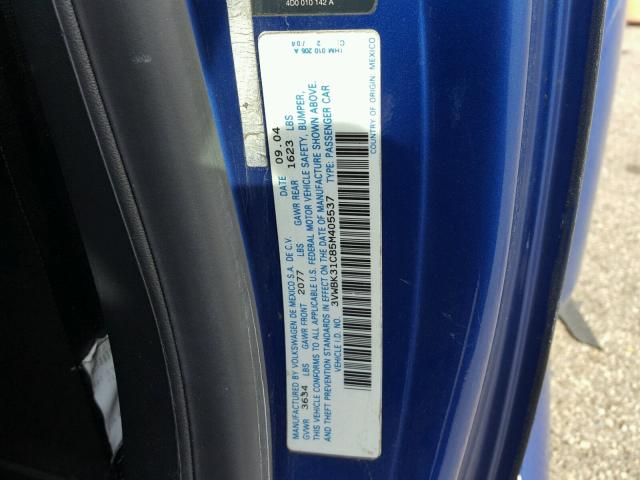 4D0 010 142 A
MANUFACTURED BY VOLKSWAGEN DE MEXICO S.A. DE C.V. DATE 09.04
GVWR 3634 LBS GAWR FRONT 2077 LBS GAWR REAR 1623 LBS
THIS VEHICLE CONFORMS TO ALL APPLICABLE U.S. FEDERAL MOTOR VEHICLE SAFETY, BUMPER,
AND THEFT PREVENTION STANDARDS IN EFFECT ON THE DATE OF MANUFACTURE SHOWN ABOVE.
VEHICLE I.D. NO.: 3VWBK31C85M405537 TYPE: PASSENGER CAR
1HM 010 205 A
C: 2 /04
COUNTRY OF ORIGIN: MEXICO